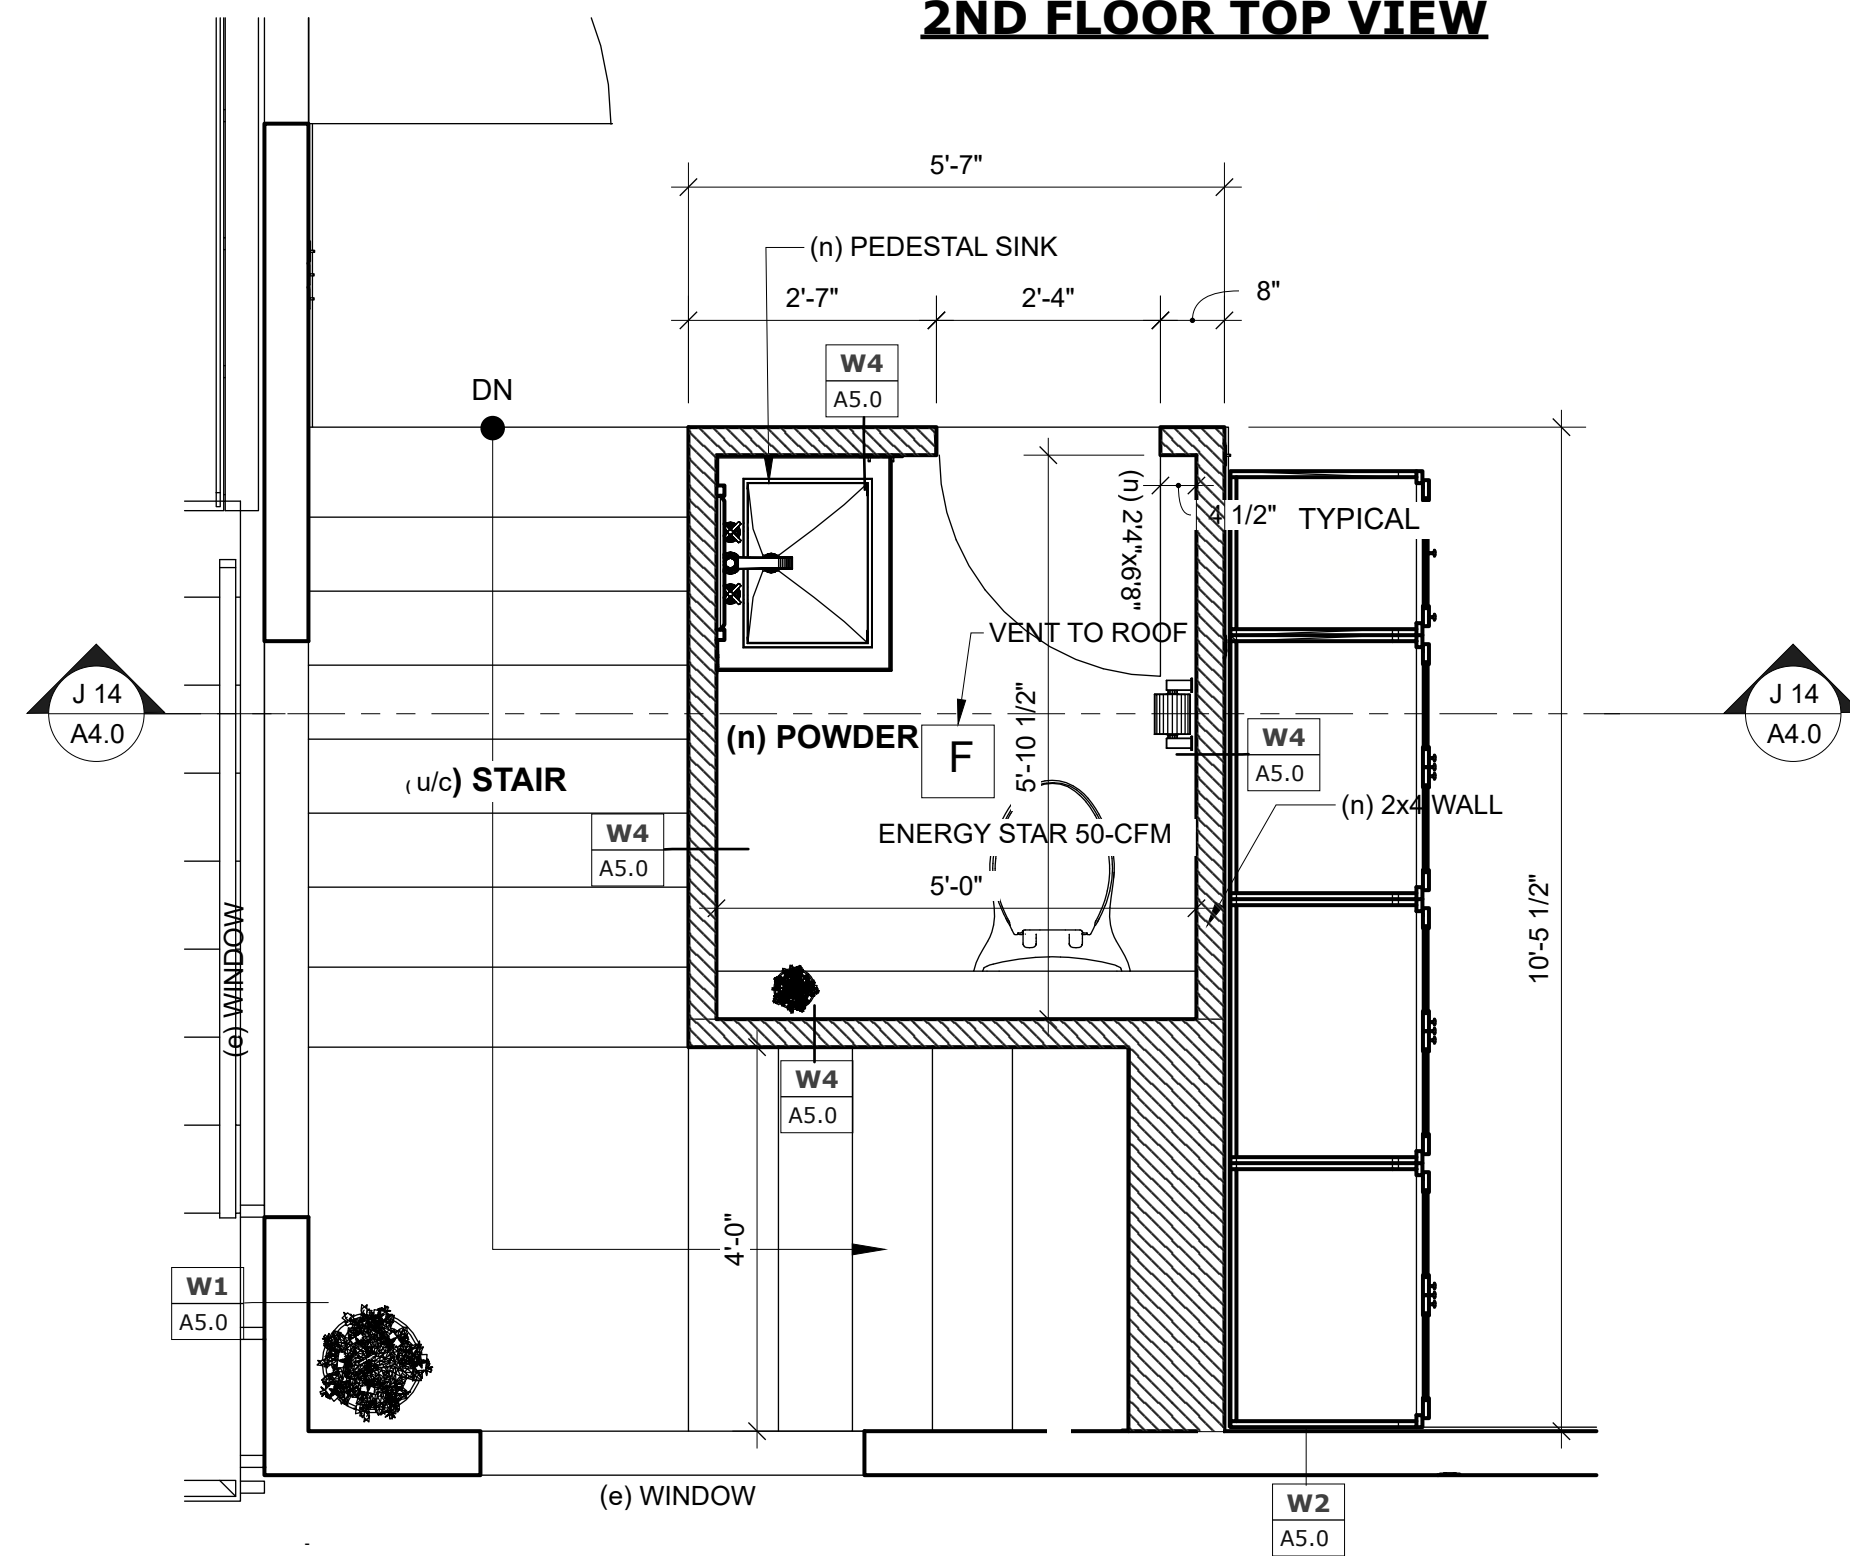 2ND FLOOR TOP VIEW
5'-7"
(n) PEDESTAL SINK
2'-7"
2'-4"
8"
W4
A5.0
DN
(n) 2'4"x6'8"
4 1/2"
TYPICAL
VENT TO ROOF
J 14
A4.0
(n) POWDER
F
5'-10 1/2"
W4
A5.0
J 14
A4.0
(u/c) STAIR
(n) 2x4 WALL
W4
A5.0
ENERGY STAR 50-CFM
5'-0"
10'-5 1/2"
(e) WINDOW
W4
A5.0
4'-0"
W1
A5.0
(e) WINDOW
W2
A5.0